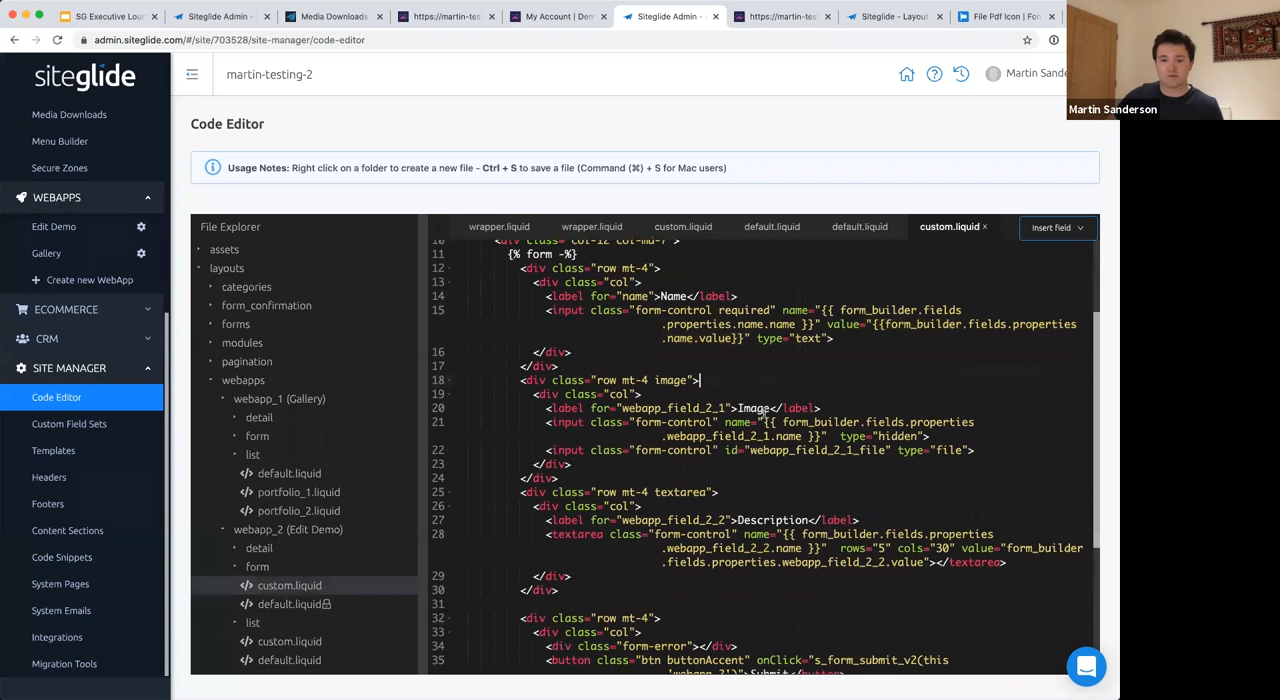 SG Executive Lou
Siteglide Admin -
Media Downloads
https://martin-tes
My Account | Dem
Siteglide Admin -
https://martin-tes
Siteglide - Layout
File Pdf Icon | Fon
admin.siteglide.com/#/site/703528/site-manager/code-editor
siteglide
martin-testing-2
Martin Sande
Martin Sanderson
Media Downloads
Menu Builder
Secure Zones
WEBAPPS
Edit Demo
Gallery
+ Create new WebApp
ECOMMERCE
CRM
SITE MANAGER
Code Editor
Custom Field Sets
Templates
Headers
Footers
Content Sections
Code Snippets
System Pages
System Emails
Integrations
Migration Tools
Code Editor
Usage Notes: Right click on a folder to create a new file - Ctrl + S to save a file (Command (⌘) + S for Mac users)
File Explorer
assets
layouts
categories
form_confirmation
forms
modules
pagination
webapps
webapp_1 (Gallery)
detail
form
list
default.liquid
portfolio_1.liquid
portfolio_2.liquid
webapp_2 (Edit Demo)
detail
form
custom.liquid
default.liquid
list
custom.liquid
default.liquid
wrapper.liquid
wrapper.liquid
custom.liquid
default.liquid
default.liquid
custom.liquid ×
Insert field
10 <div class="col-12 col-md-7">
11 {% form -%}
12 <div class="row mt-4">
13 <div class="col">
14 <label for="name">Name</label>
15 <input class="form-control required" name="{{ form_builder.fields
.properties.name.name }}" value="{{form_builder.fields.properties
.name.value}}" type="text">
16 </div>
17 </div>
18 <div class="row mt-4 image">
19 <div class="col">
20 <label for="webapp_field_2_1">Image</label>
21 <input class="form-control" name="{{ form_builder.fields.properties
.webapp_field_2_1.name }}"  type="hidden">
22 <input class="form-control" id="webapp_field_2_1_file" type="file">
23 </div>
24 </div>
25 <div class="row mt-4 textarea">
26 <div class="col">
27 <label for="webapp_field_2_2">Description</label>
28 <textarea class="form-control" name="{{ form_builder.fields.properties
.webapp_field_2_2.name }}"  rows="5" cols="30" value="form_builder
.fields.properties.webapp_field_2_2.value"></textarea>
29 </div>
30 </div>
31
32 <div class="row mt-4">
33 <div class="col">
34 <div class="form-error"></div>
35 <button class="btn buttonAccent" onClick="s_form_submit_v2(this
,'webapp_2')">Submit</button>